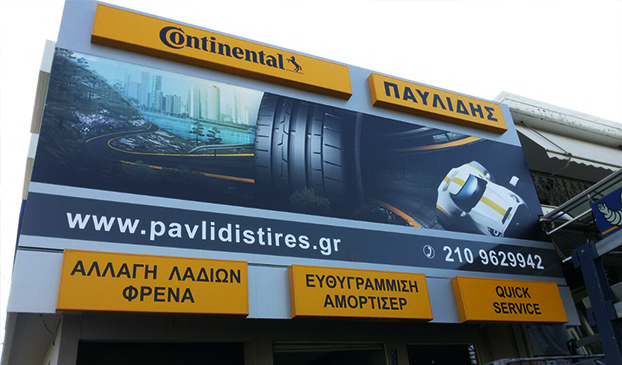 Continental
ΠΑΥΛΙΔΗΣ
www.pavlidistires.gr
210 9629942
ΑΛΛΑΓΗ ΛΑΔΙΩΝ
ΦΡΕΝΑ
ΕΥΘΥΓΡΑΜΜΙΣΗ
ΑΜΟΡΤΙΣΕΡ
QUICK
SERVICE